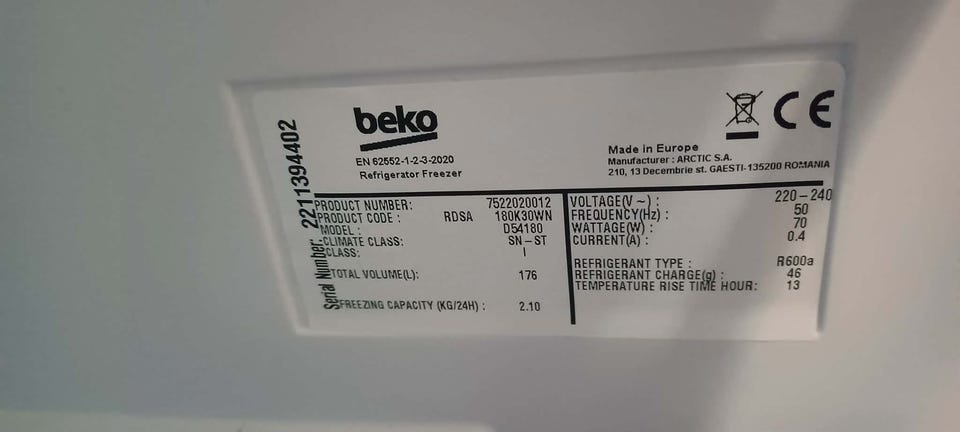 beko
EN 62552-1-2-3-2020
Refrigerator Freezer
CE
Made in Europe
Manufacturer : ARCTIC S.A.
210, 13 Decembrie st. GAESTI-135200 ROMANIA
Serial Number: 2211394402
PRODUCT NUMBER: 7522020012
PRODUCT CODE : RDSA 180K30WN
MODEL : D54180
CLIMATE CLASS: SN-ST
CLASS: I
TOTAL VOLUME(L): 176
FREEZING CAPACITY (KG/24H) : 2.10
VOLTAGE(V ~) : 220-240
FREQUENCY(Hz) : 50
WATTAGE(W) : 70
CURRENT(A) : 0.4
REFRIGERANT TYPE : R600a
REFRIGERANT CHARGE(g) : 46
TEMPERATURE RISE TIME HOUR: 13